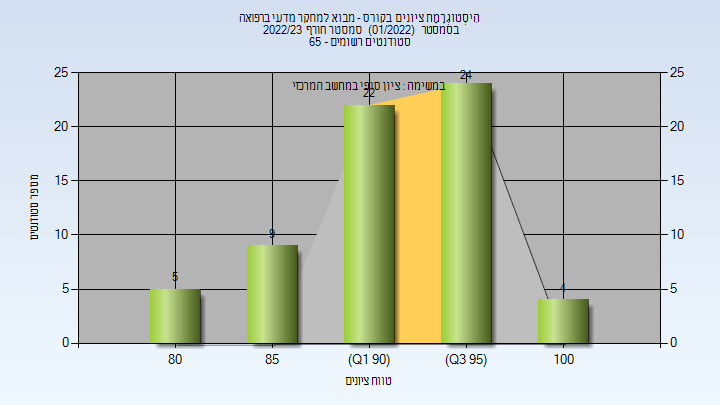 היסטוגרמת ציונים בקורס - מבוא למחקר מדעי ברפואה
בסמסטר (01/2022) סמסטר חורף 2022/23
סטודנטים רשומים - 65
במשימה : ציון סופי במחשב המרכזי
25 25
20 20
15 15
10 10
5 5
0 0
5 9 22 24 4
מספר סטודנטים
80 85 (Q1 90) (Q3 95) 100
טווח ציונים